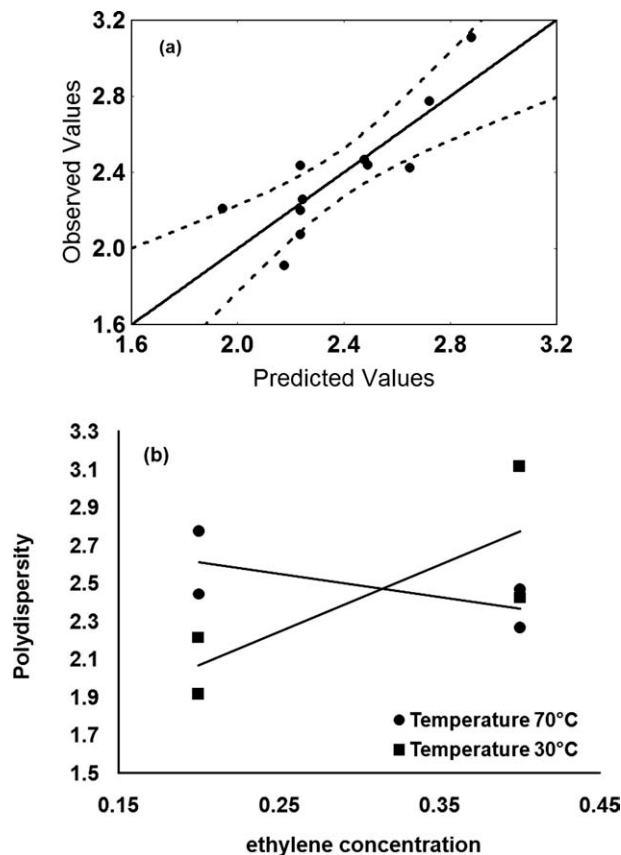 (a)
3.2
2.8
2.4
2.0
1.6
Observed Values
1.6 2.0 2.4 2.8 3.2
Predicted Values
(b)
3.3
3.1
2.9
2.7
2.5
2.3
2.1
1.9
1.7
1.5
Polydispersity
Temperature 70°C
Temperature 30°C
0.15 0.25 0.35 0.45
ethylene concentration